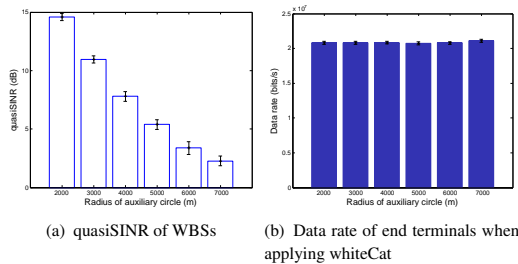 15
10
5
0
quasiSINR (dB)
2000 3000 4000 5000 6000 7000
Radius of auxiliary circle (m)
(a) quasiSINR of WBSs
2.5 x 10^7
2
1.5
1
0.5
0
Data rate (bits/s)
2000 3000 4000 5000 6000 7000
Radius of auxiliary circle (m)
(b) Data rate of end terminals when
applying whiteCat